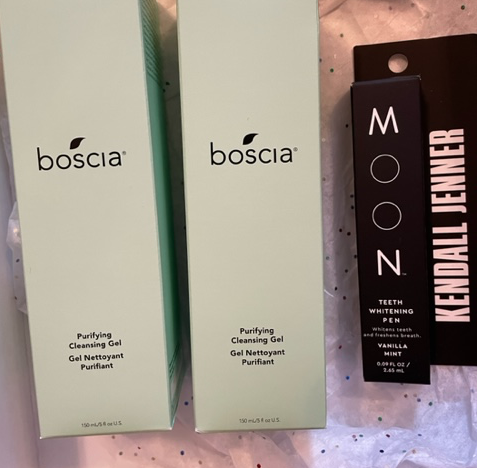 boscia®
Purifying
Cleansing Gel
Gel Nettoyant
Purifiant
150 mL/5 fl oz U.S.
boscia®
Purifying
Cleansing Gel
Gel Nettoyant
Purifiant
150 mL/5 fl oz U.S.
MOON™
TEETH
WHITENING
PEN
Whitens teeth
and freshens breath.
VANILLA
MINT
0.09 FL OZ /
2.65 mL
KENDALL JENNER